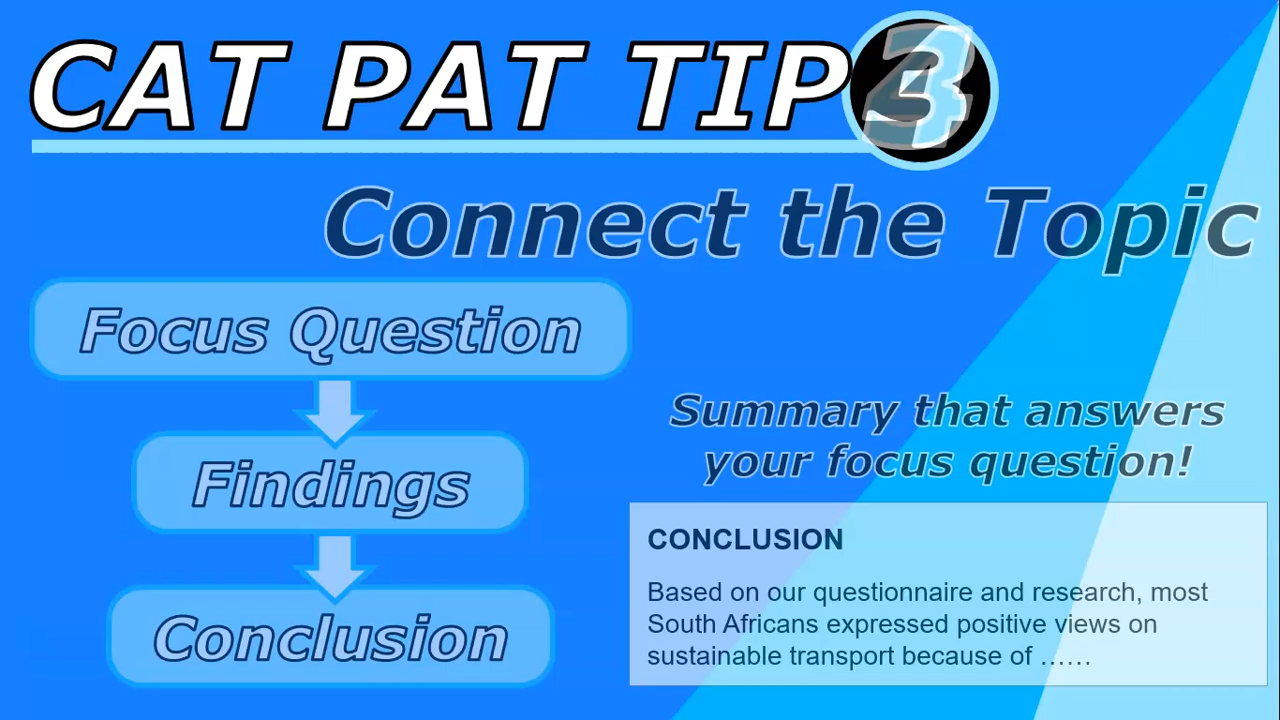 CAT PAT TIP
Connect the Topic
Focus Question
Findings
Conclusion
Summary that answers
your focus question!
CONCLUSION
Based on our questionnaire and research, most
South Africans expressed positive views on
sustainable transport because of ……